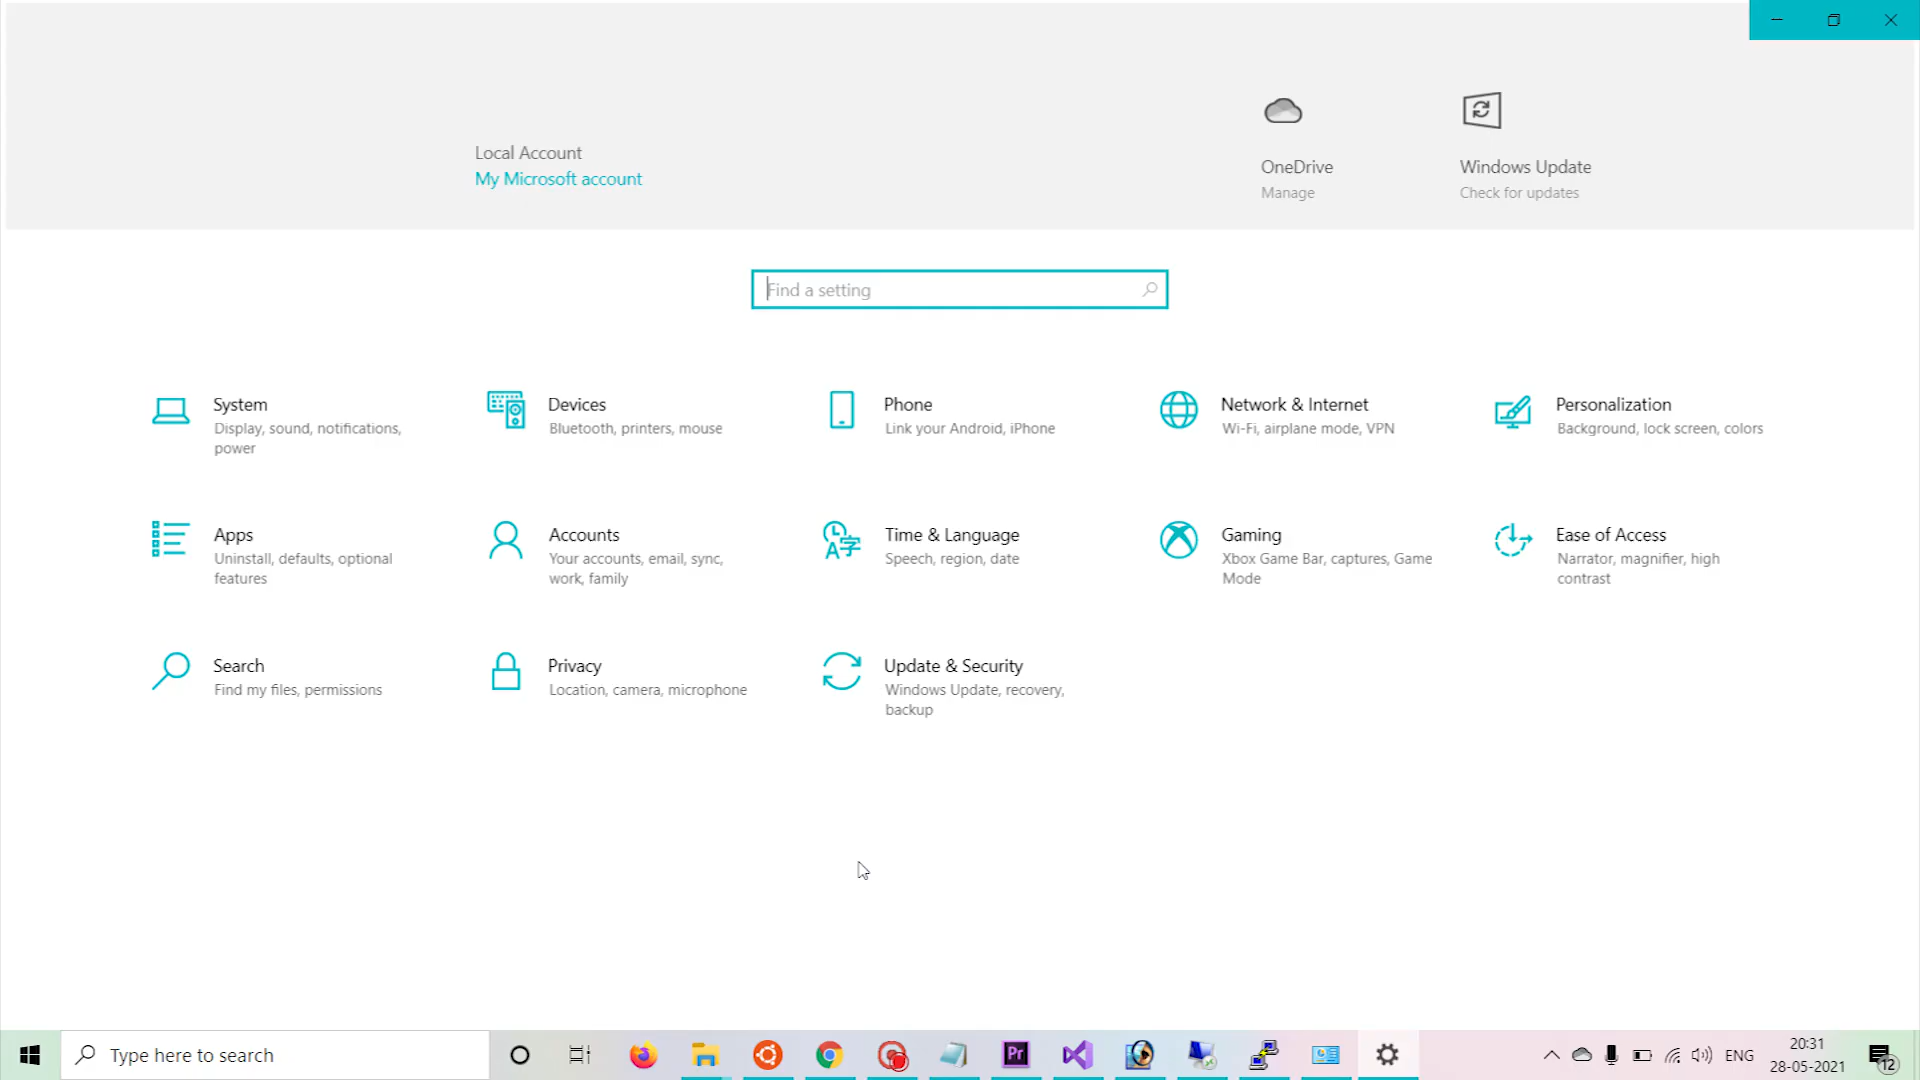 Local Account
My Microsoft account
OneDrive
Manage
Windows Update
Check for updates
Find a setting
System
Display, sound, notifications,
power
Devices
Bluetooth, printers, mouse
Phone
Link your Android, iPhone
Network & Internet
Wi-Fi, airplane mode, VPN
Personalization
Background, lock screen, colors
Apps
Uninstall, defaults, optional
features
Accounts
Your accounts, email, sync,
work, family
Time & Language
Speech, region, date
Gaming
Xbox Game Bar, captures, Game
Mode
Ease of Access
Narrator, magnifier, high
contrast
Search
Find my files, permissions
Privacy
Location, camera, microphone
Update & Security
Windows Update, recovery,
backup
Type here to search
Pr
ENG
20:31
28-05-2021
12